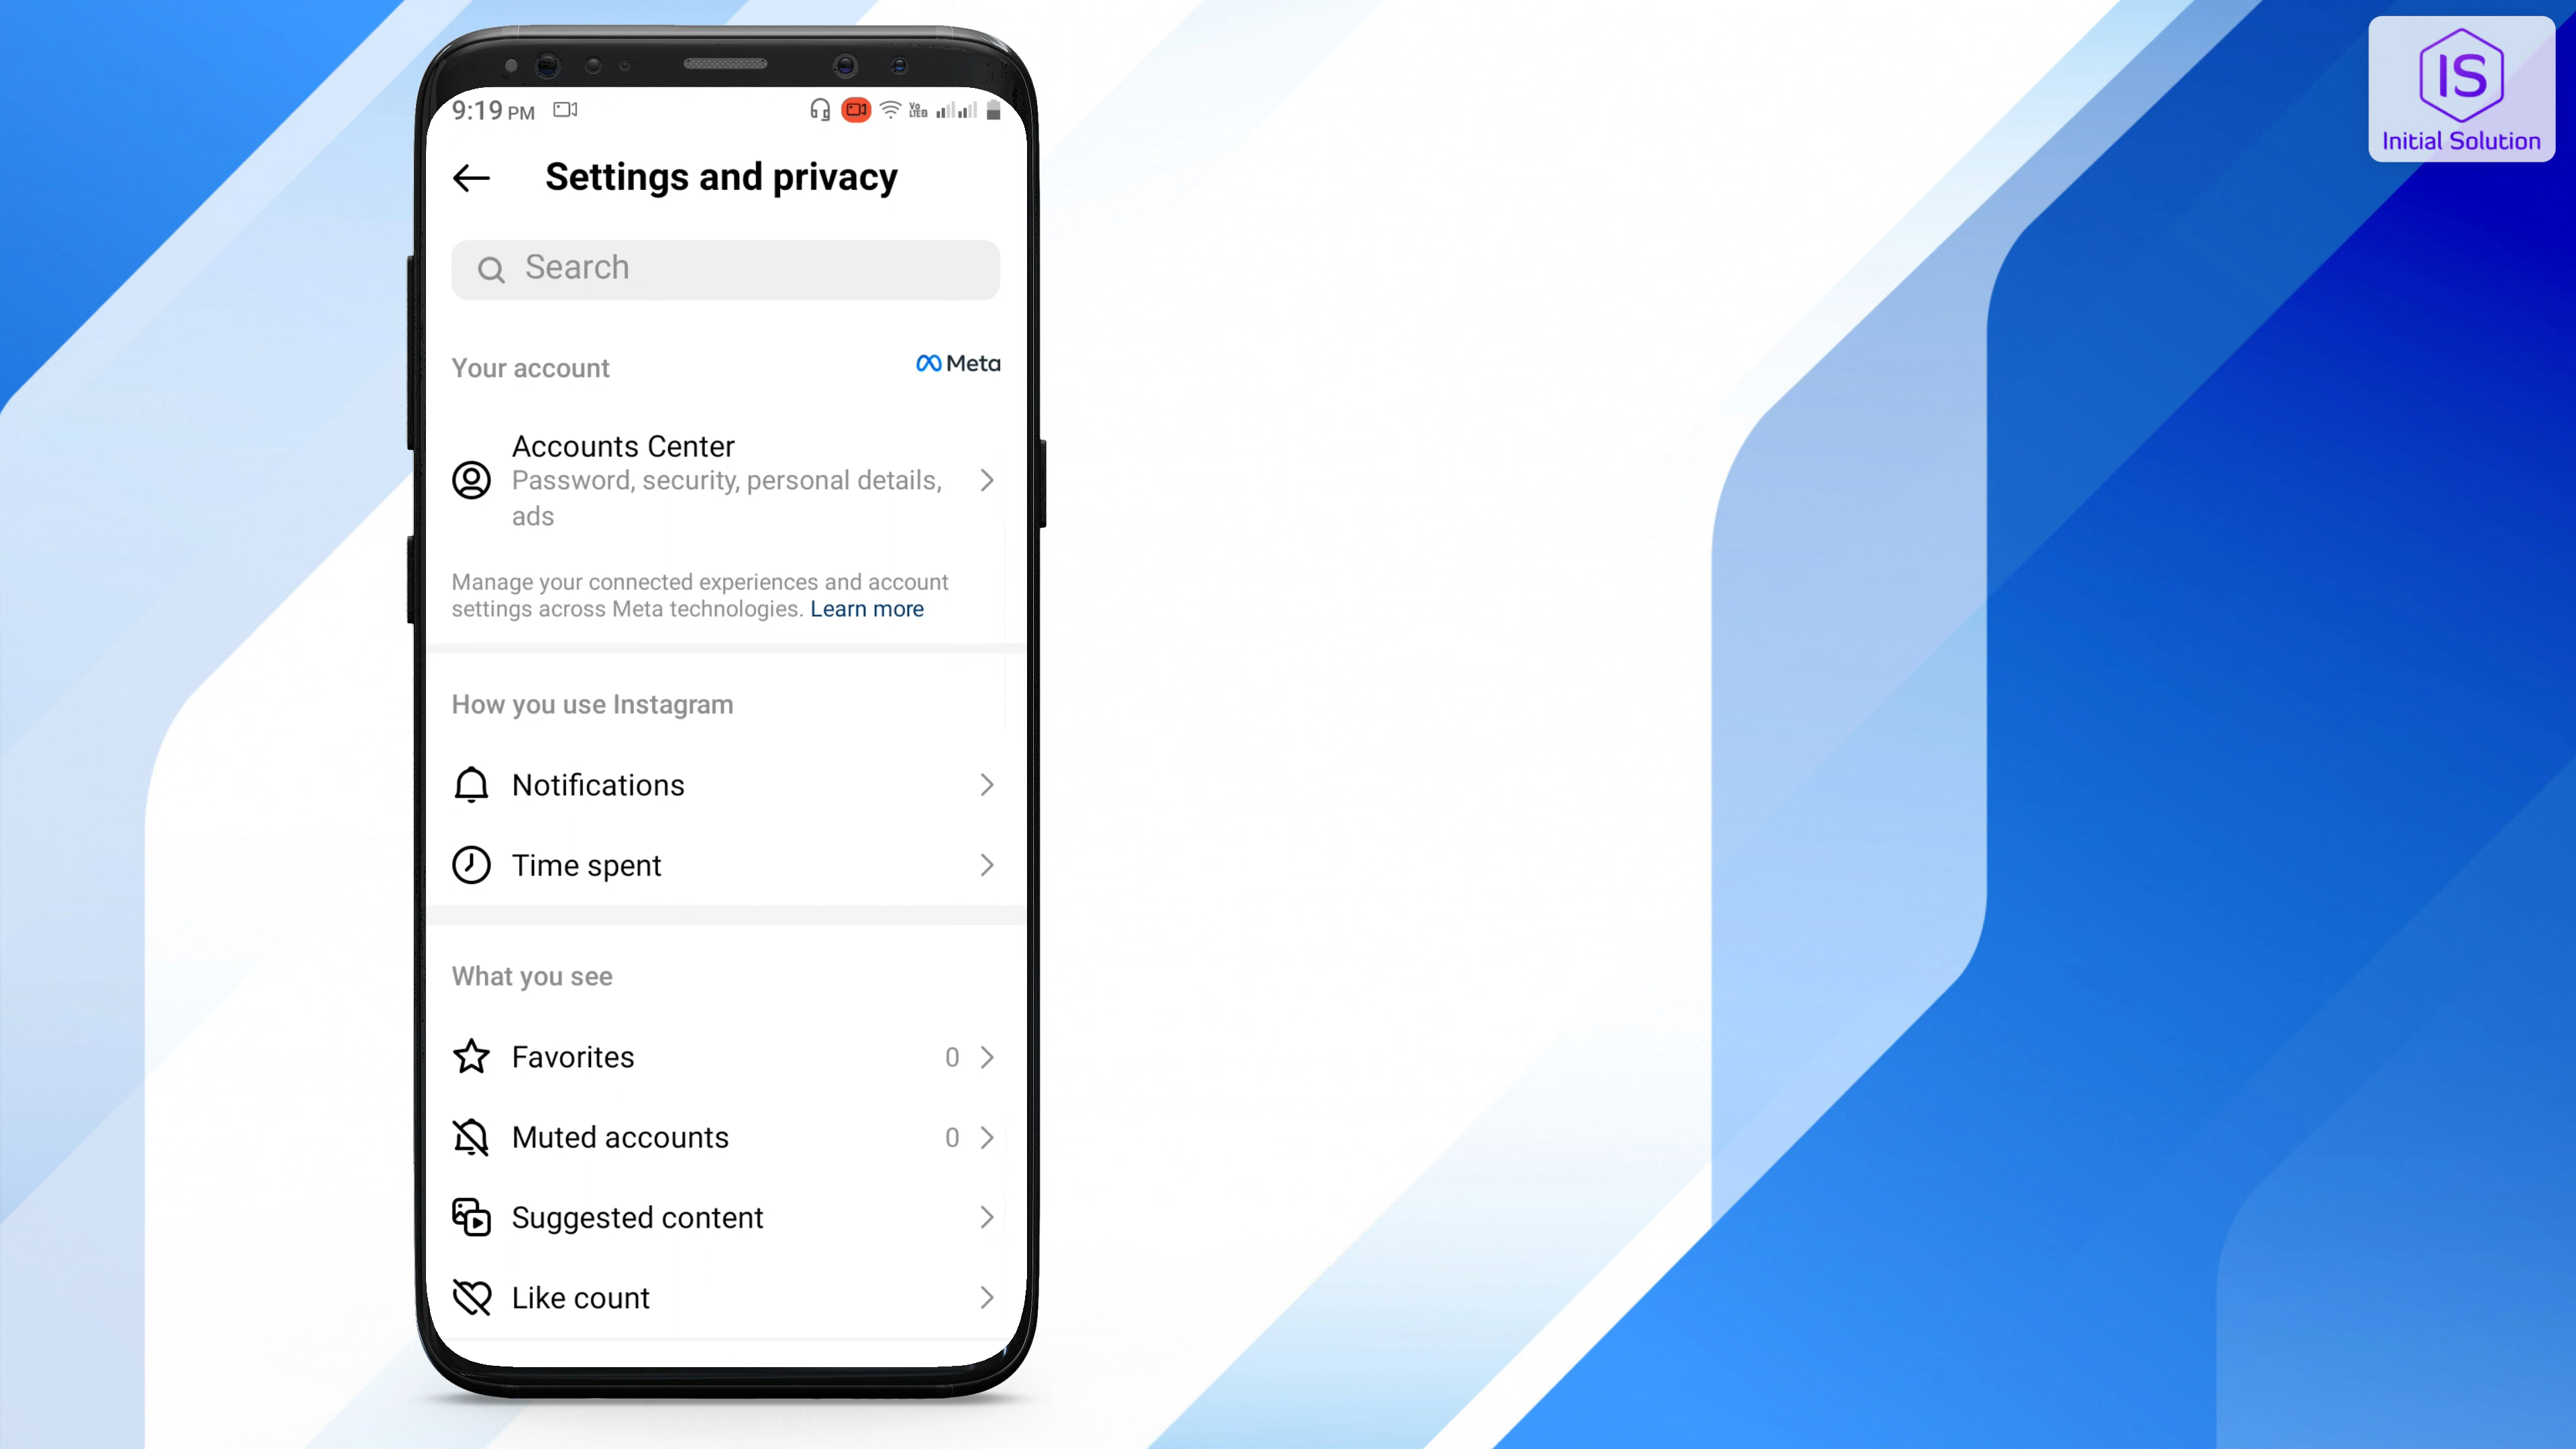 9:19 PM
Vo
LTE
IS
Initial Solution
Settings and privacy
Search
Your account
Meta
Accounts Center
Password, security, personal details,
ads
Manage your connected experiences and account
settings across Meta technologies. Learn more
How you use Instagram
Notifications
Time spent
What you see
Favorites 0
Muted accounts 0
Suggested content
Like count